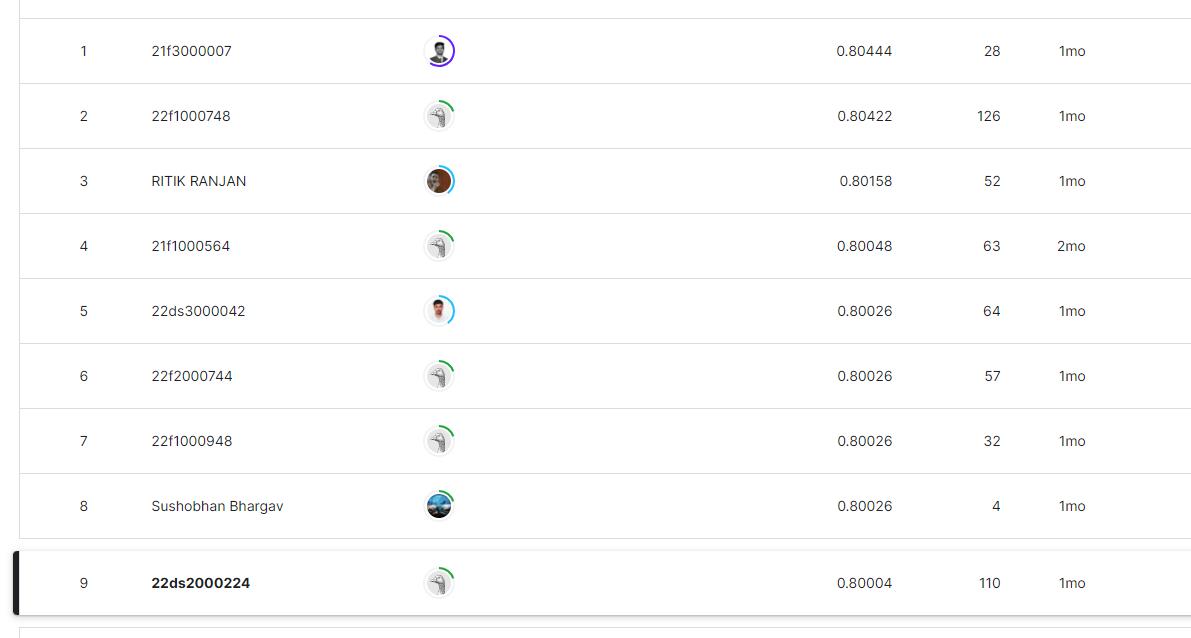 1 21f3000007 0.80444 28 1mo
2 22f1000748 0.80422 126 1mo
3 RITIK RANJAN 0.80158 52 1mo
4 21f1000564 0.80048 63 2mo
5 22ds3000042 0.80026 64 1mo
6 22f2000744 0.80026 57 1mo
7 22f1000948 0.80026 32 1mo
8 Sushobhan Bhargav 0.80026 4 1mo
9 22ds2000224 0.80004 110 1mo